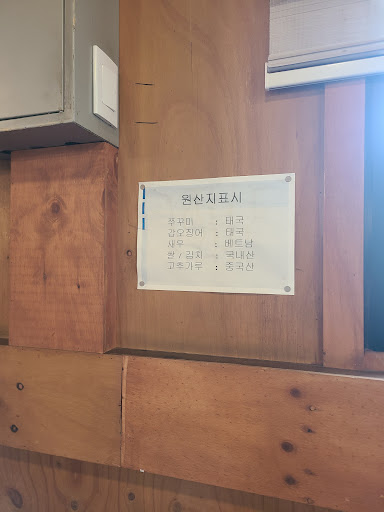 원산지표시
쭈꾸미 : 태국
갑오징어 : 태국
새우 : 베트남
쌀 / 김치 : 국내산
고추가루 : 중국산